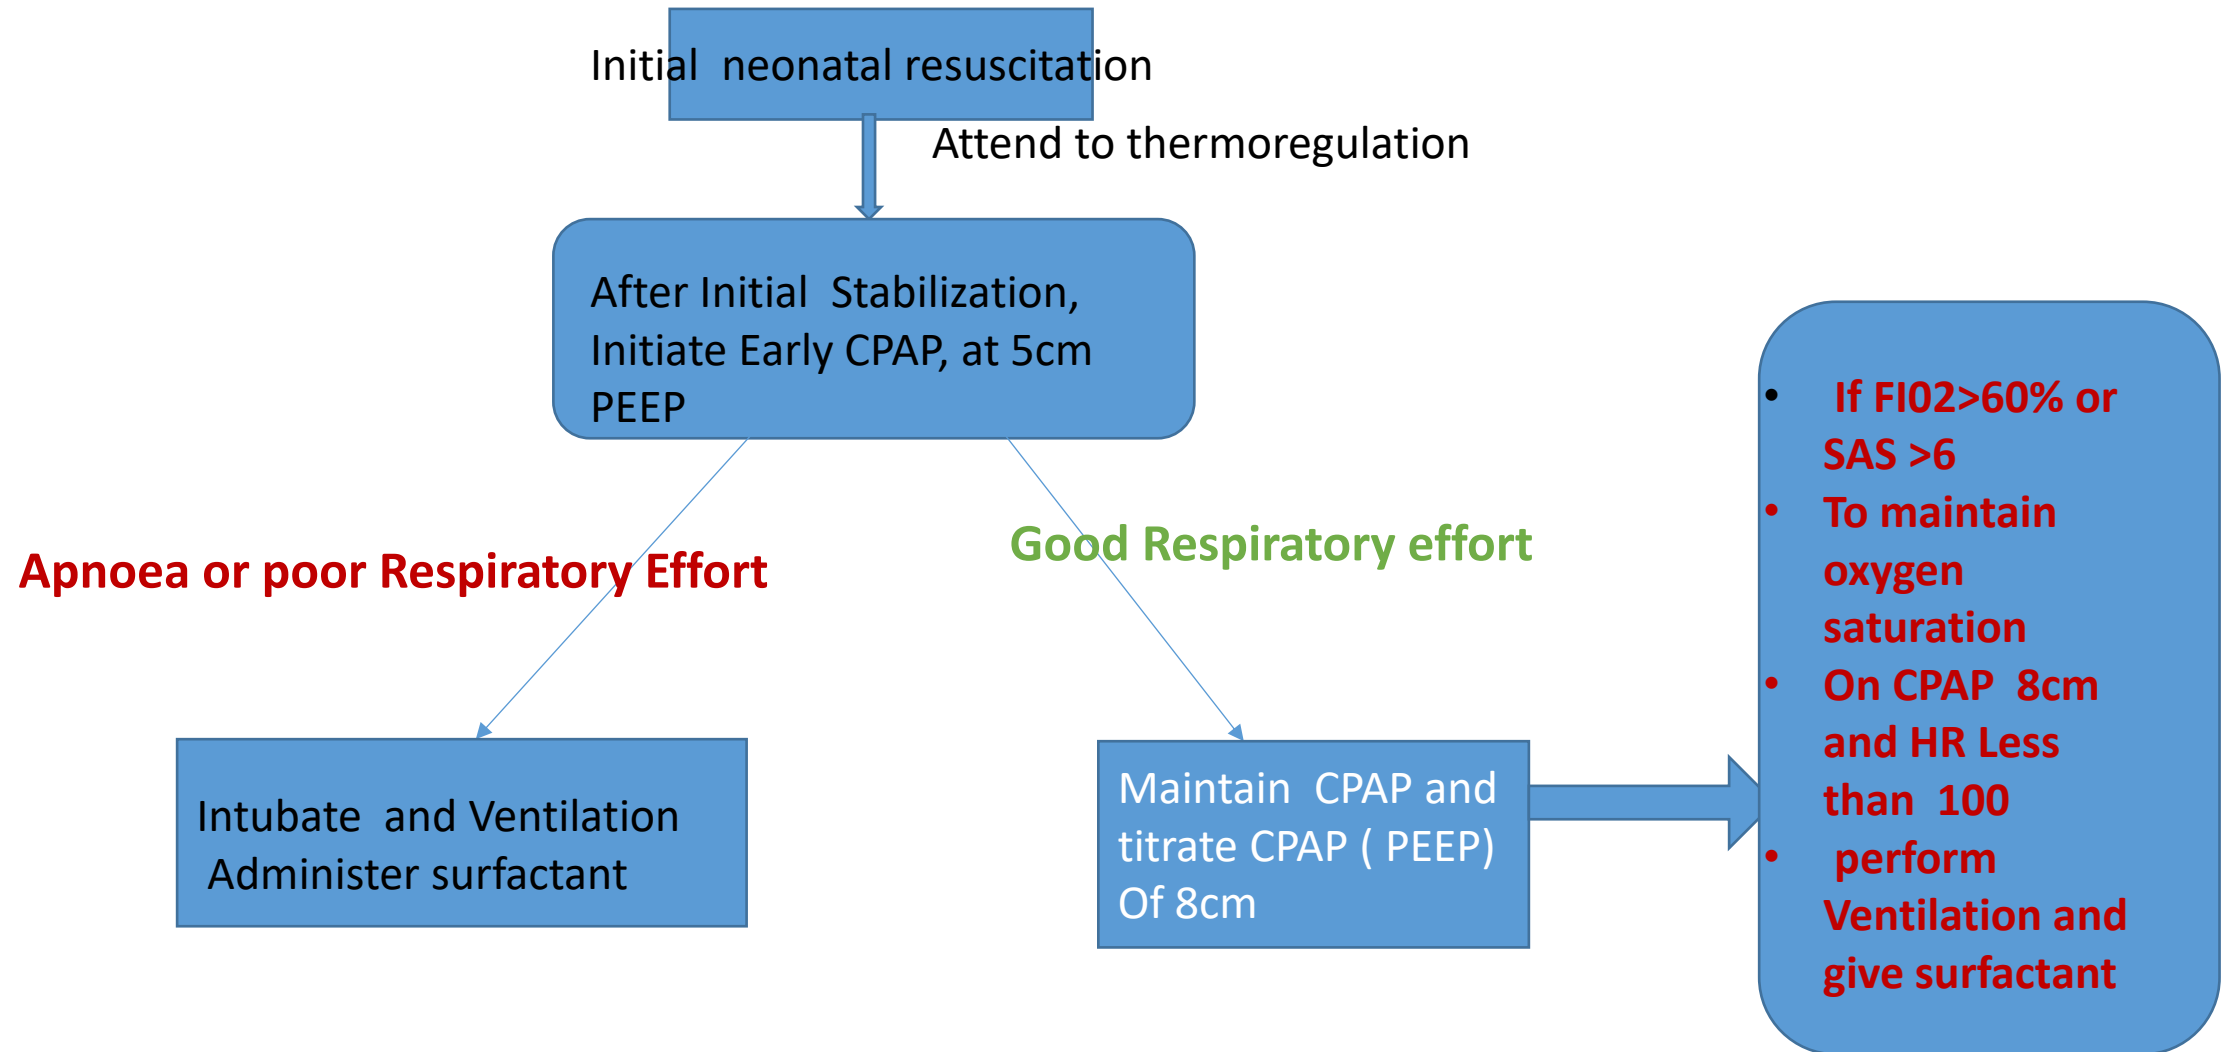 Initial  neonatal resuscitation
Attend to thermoregulation
After Initial  Stabilization,
Initiate Early CPAP, at 5cm
PEEP
Apnoea or poor Respiratory Effort
Good Respiratory effort
Intubate  and Ventilation
Administer surfactant
Maintain  CPAP and
titrate CPAP ( PEEP)
Of 8cm
• If FI02>60% or
SAS >6
• To maintain
oxygen
saturation
• On CPAP  8cm
and HR Less
than  100
• perform
Ventilation and
give surfactant